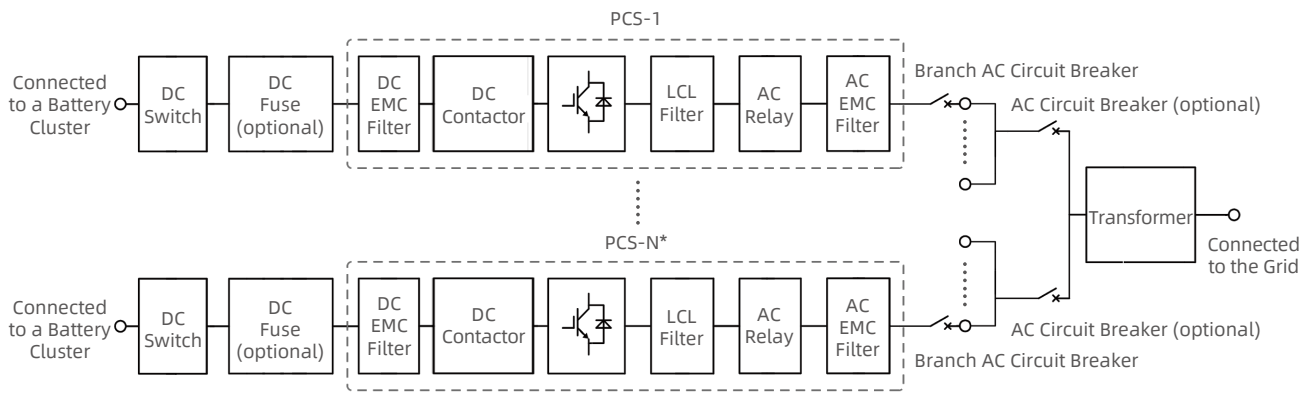 PCS-1
Connected
to a Battery
Cluster
DC
Switch
DC
Fuse
(optional)
DC
EMC
Filter
DC
Contactor
LCL
Filter
AC
Relay
AC
EMC
Filter
Branch AC Circuit Breaker
AC Circuit Breaker (optional)
Transformer
Connected
to the Grid
PCS-N*
Connected
to a Battery
Cluster
DC
Switch
DC
Fuse
(optional)
DC
EMC
Filter
DC
Contactor
LCL
Filter
AC
Relay
AC
EMC
Filter
AC Circuit Breaker (optional)
Branch AC Circuit Breaker